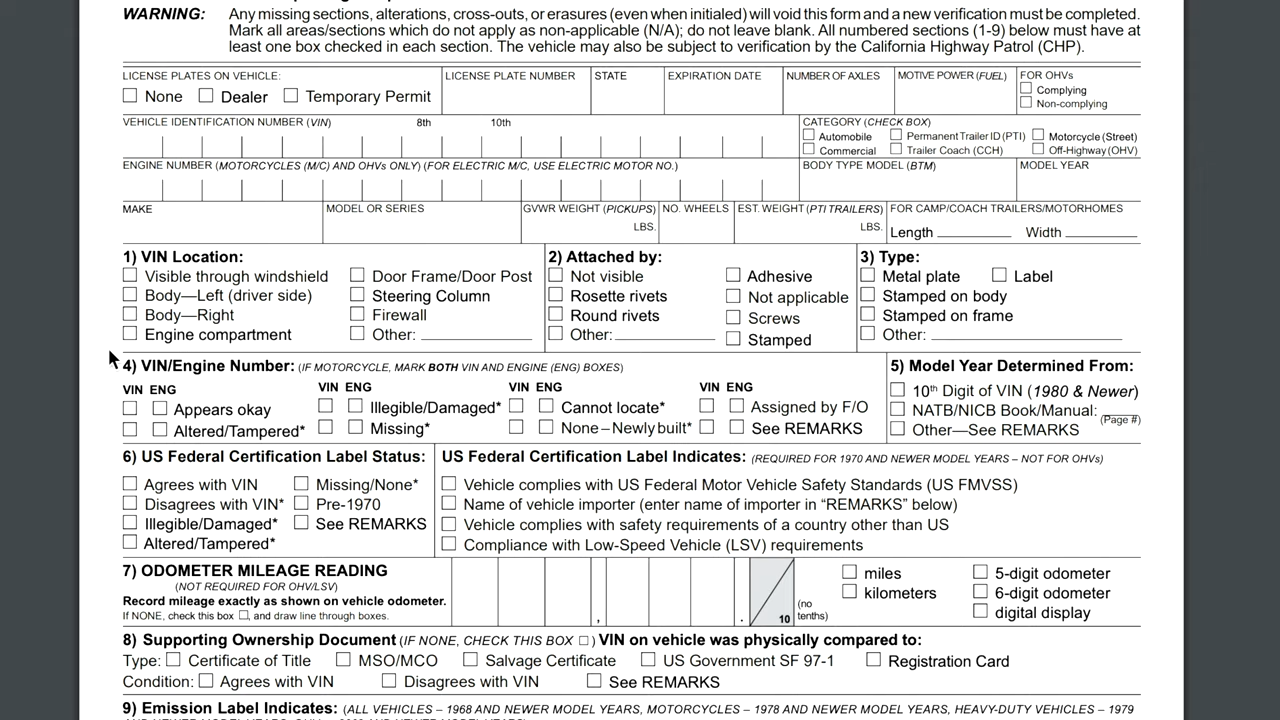 WARNING: Any missing sections, alterations, cross-outs, or erasures (even when initialed) will void this form and a new verification must be completed.
Mark all areas/sections which do not apply as non-applicable (N/A); do not leave blank. All numbered sections (1-9) below must have at
least one box checked in each section. The vehicle may also be subject to verification by the California Highway Patrol (CHP).
LICENSE PLATES ON VEHICLE: LICENSE PLATE NUMBER STATE EXPIRATION DATE NUMBER OF AXLES MOTIVE POWER (FUEL) FOR OHVs
None Dealer Temporary Permit Complying
Non-complying
VEHICLE IDENTIFICATION NUMBER (VIN) 8th 10th CATEGORY (CHECK BOX)
Automobile Permanent Trailer ID (PTI) Motorcycle (Street)
Commercial Trailer Coach (CCH) Off-Highway (OHV)
ENGINE NUMBER (MOTORCYCLES (M/C) AND OHVs ONLY) (FOR ELECTRIC M/C, USE ELECTRIC MOTOR NO.) BODY TYPE MODEL (BTM) MODEL YEAR
MAKE MODEL OR SERIES GVWR WEIGHT (PICKUPS) NO. WHEELS EST. WEIGHT (PTI TRAILERS) FOR CAMP/COACH TRAILERS/MOTORHOMES
LBS. LBS. Length Width
1) VIN Location: 2) Attached by: 3) Type:
Visible through windshield Door Frame/Door Post Not visible Adhesive Metal plate Label
Body—Left (driver side) Steering Column Rosette rivets Not applicable Stamped on body
Body—Right Firewall Round rivets Screws Stamped on frame
Engine compartment Other: Other: Stamped Other:
4) VIN/Engine Number: (IF MOTORCYCLE, MARK BOTH VIN AND ENGINE (ENG) BOXES) 5) Model Year Determined From:
VIN ENG VIN ENG VIN ENG VIN ENG 10th Digit of VIN (1980 & Newer)
Appears okay Illegible/Damaged* Cannot locate* Assigned by F/O NATB/NICB Book/Manual: (Page #)
Altered/Tampered* Missing* None – Newly built* See REMARKS Other—See REMARKS
6) US Federal Certification Label Status: US Federal Certification Label Indicates: (REQUIRED FOR 1970 AND NEWER MODEL YEARS – NOT FOR OHVs)
Agrees with VIN Missing/None* Vehicle complies with US Federal Motor Vehicle Safety Standards (US FMVSS)
Disagrees with VIN* Pre-1970 Name of vehicle importer (enter name of importer in “REMARKS” below)
Illegible/Damaged* See REMARKS Vehicle complies with safety requirements of a country other than US
Altered/Tampered* Compliance with Low-Speed Vehicle (LSV) requirements
7) ODOMETER MILEAGE READING miles 5-digit odometer
(NOT REQUIRED FOR OHV/LSV) kilometers 6-digit odometer
Record mileage exactly as shown on vehicle odometer. , . 10 (no tenths) digital display
If NONE, check this box , and draw line through boxes.
8) Supporting Ownership Document (IF NONE, CHECK THIS BOX ) VIN on vehicle was physically compared to:
Type: Certificate of Title MSO/MCO Salvage Certificate US Government SF 97-1 Registration Card
Condition: Agrees with VIN Disagrees with VIN See REMARKS
9) Emission Label Indicates: (ALL VEHICLES – 1968 AND NEWER MODEL YEARS, MOTORCYCLES – 1978 AND NEWER MODEL YEARS, HEAVY-DUTY VEHICLES – 1979